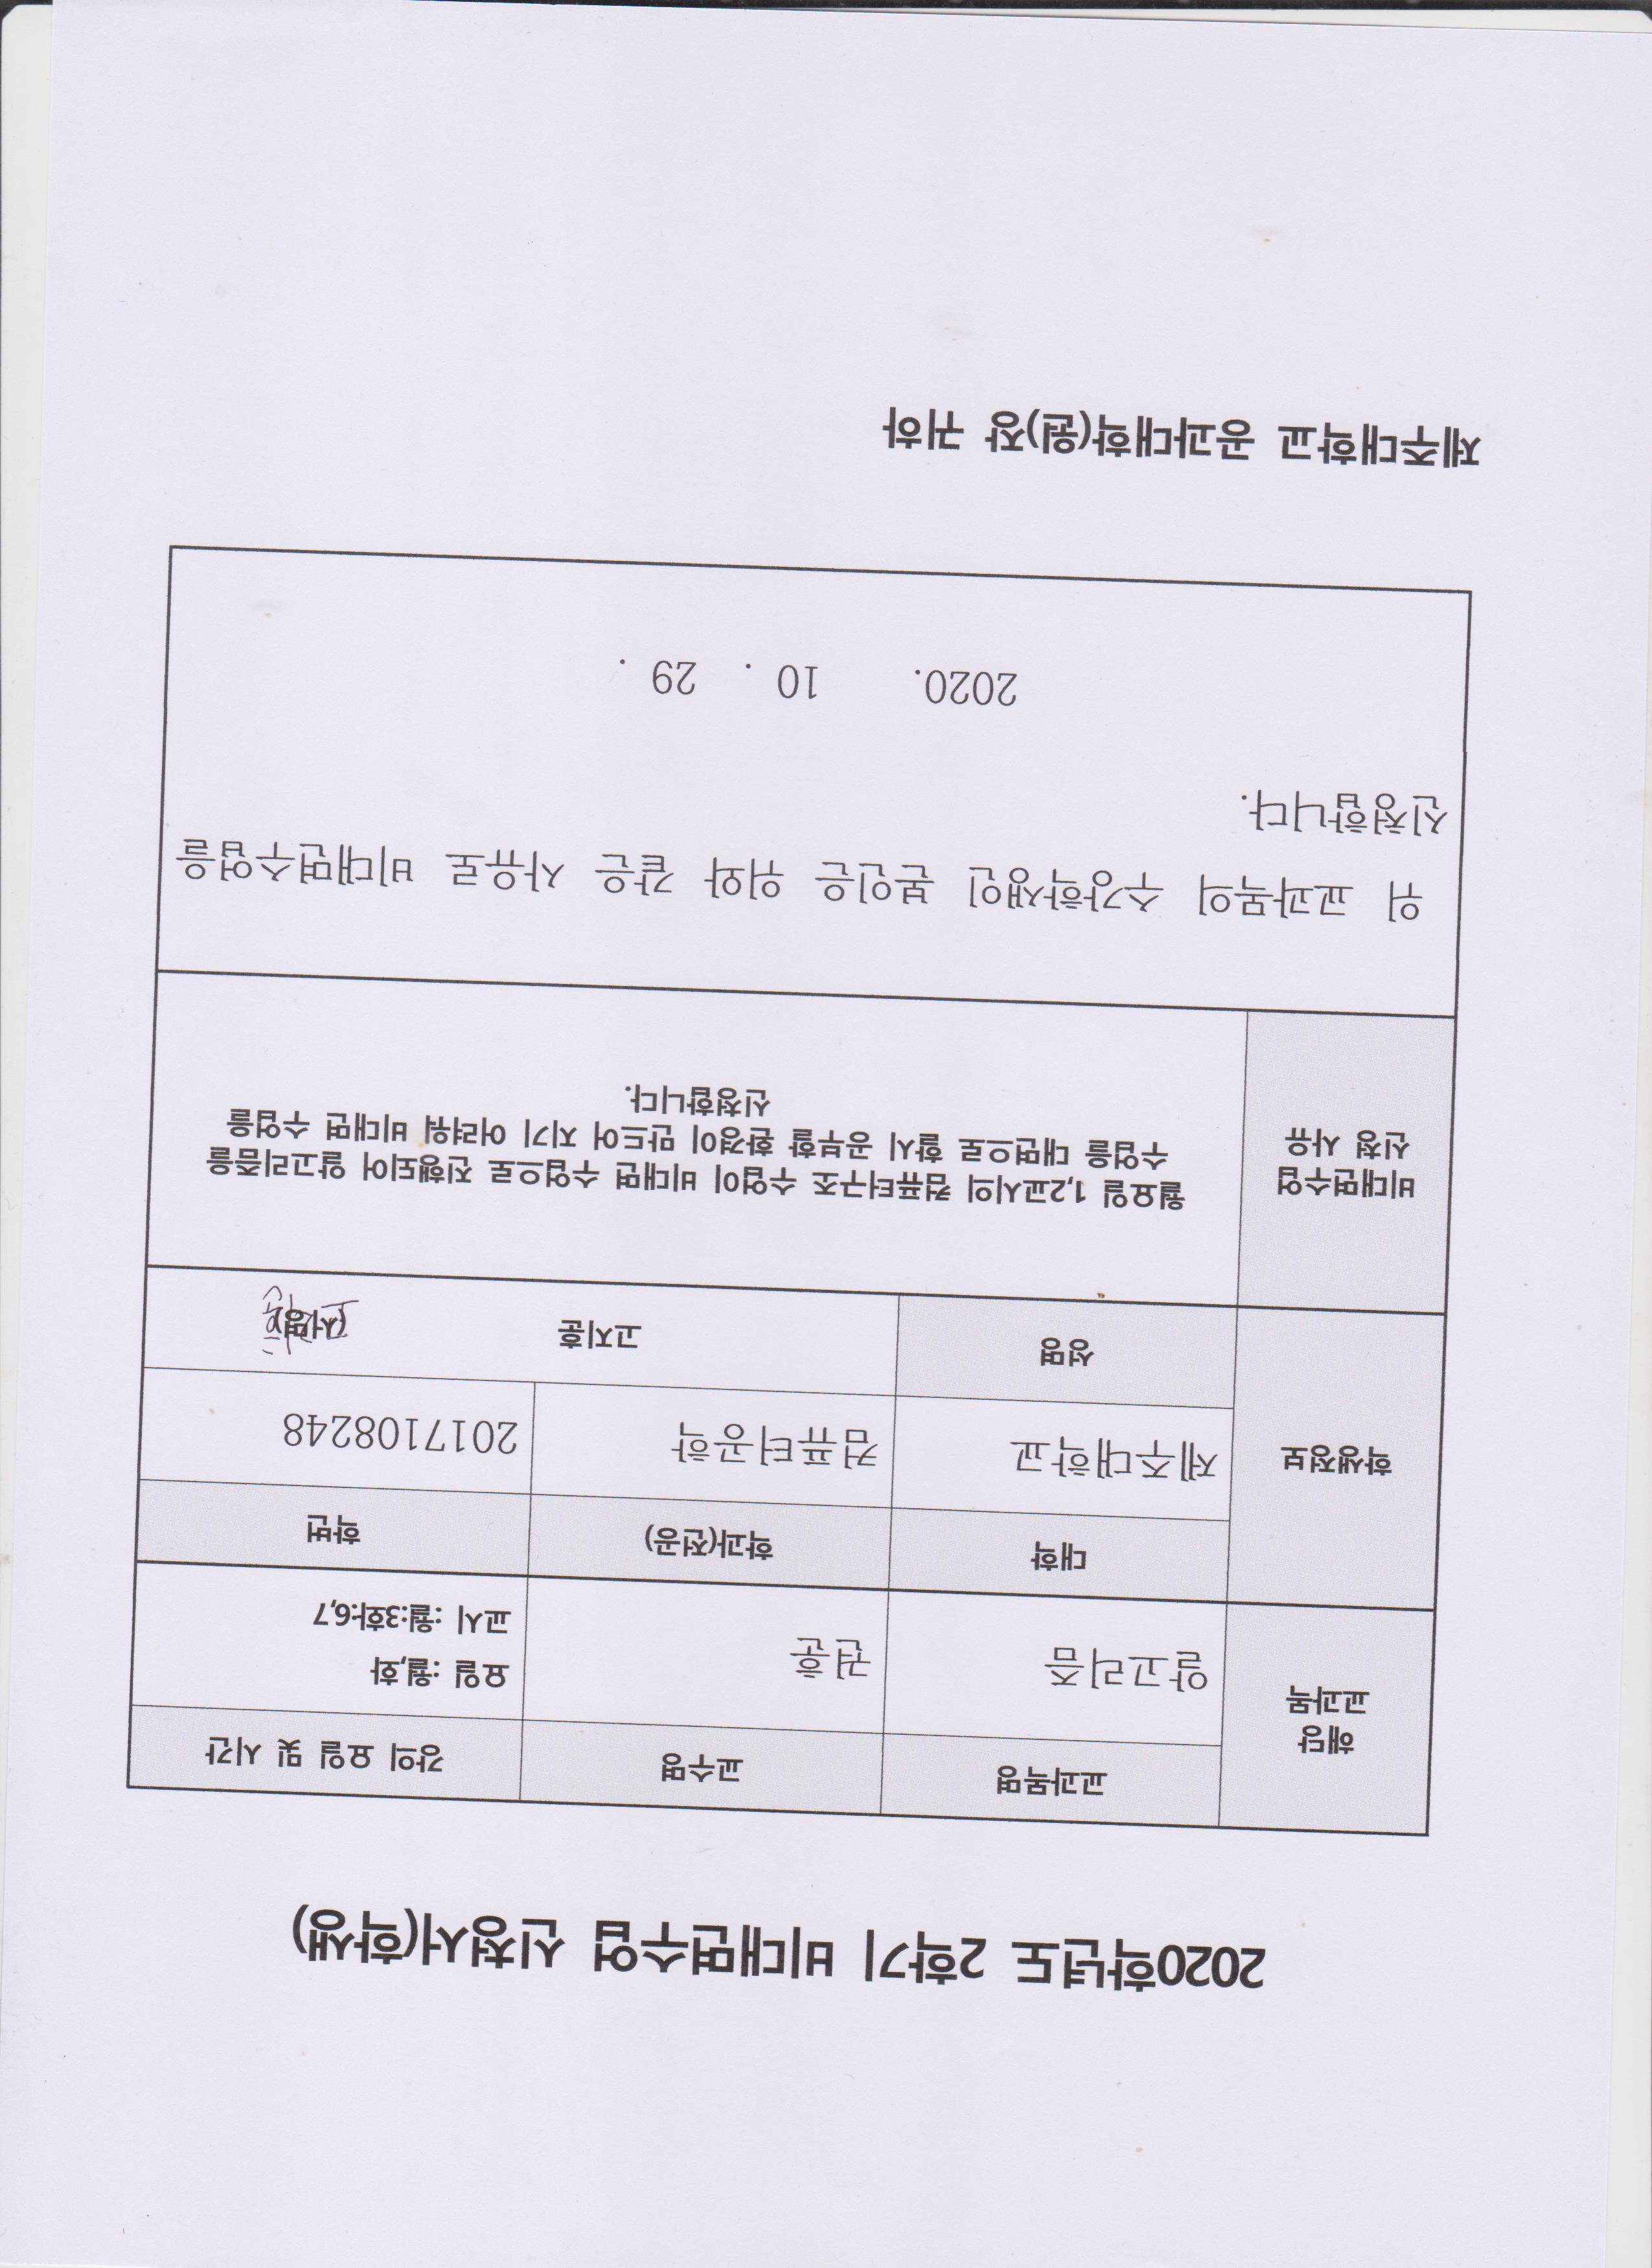 2020학년도 2학기 비대면수업 신청서(학생)
해당
교과목
교과목명
교수명
강의 요일 및 시간
알고리즘
권훈
요일 :월,화
교시 :월:3화:6,7
학생정보
대학
학과(전공)
학번
제주대학교
컴퓨터공학
2017108248
성명
고지훈
(서명)
고지훈
비대면수업
신청 사유
월요일 1,2교시의 컴퓨터구조 수업이 비대면 수업으로 진행되어 알고리즘을
수업을 대면으로 할시 공부할 환경이 만드어 지기 어려워 비대면 수업을
신청합니다.
위 교과목의 수강학생인 본인은 위와 같은 사유로 비대면수업을
신청합니다.
2020. 10 . 29 .
제주대학교 공과대학(원)장 귀하